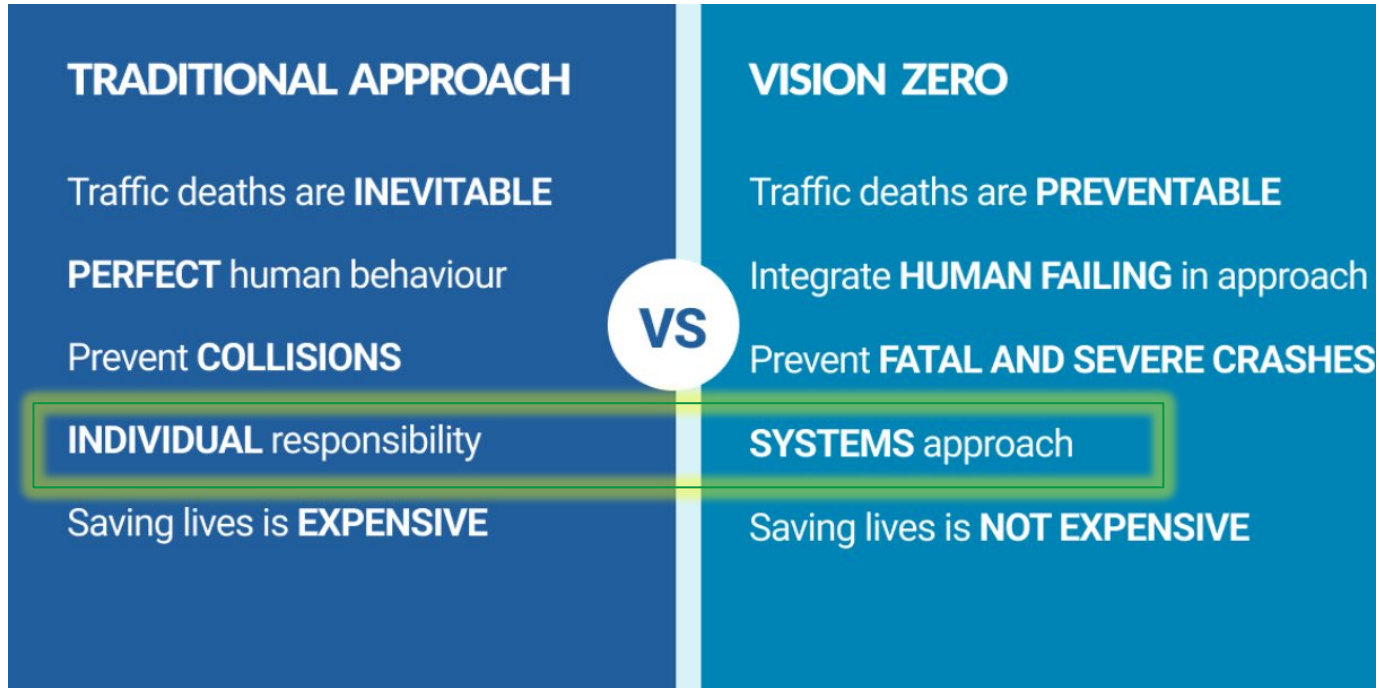 TRADITIONAL APPROACH
Traffic deaths are INEVITABLE
PERFECT human behaviour
Prevent COLLISIONS
INDIVIDUAL responsibility
Saving lives is EXPENSIVE
VS
VISION ZERO
Traffic deaths are PREVENTABLE
Integrate HUMAN FAILING in approach
Prevent FATAL AND SEVERE CRASHES
SYSTEMS approach
Saving lives is NOT EXPENSIVE